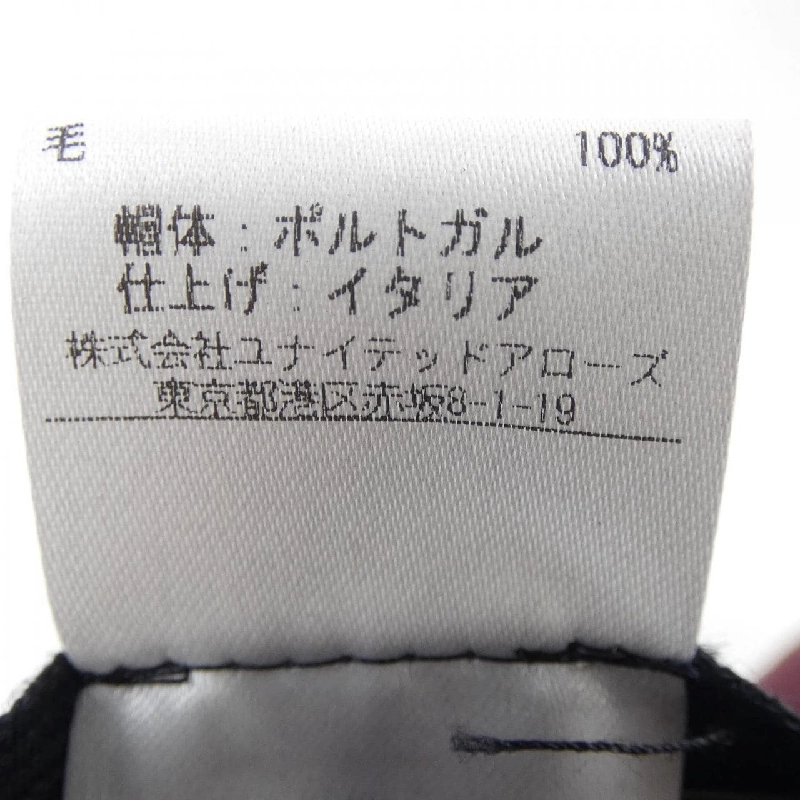 毛 100%
帽体：ポルトガル
仕上げ：イタリア
株式会社ユナイテッドアローズ
東京都港区赤坂8-1-19